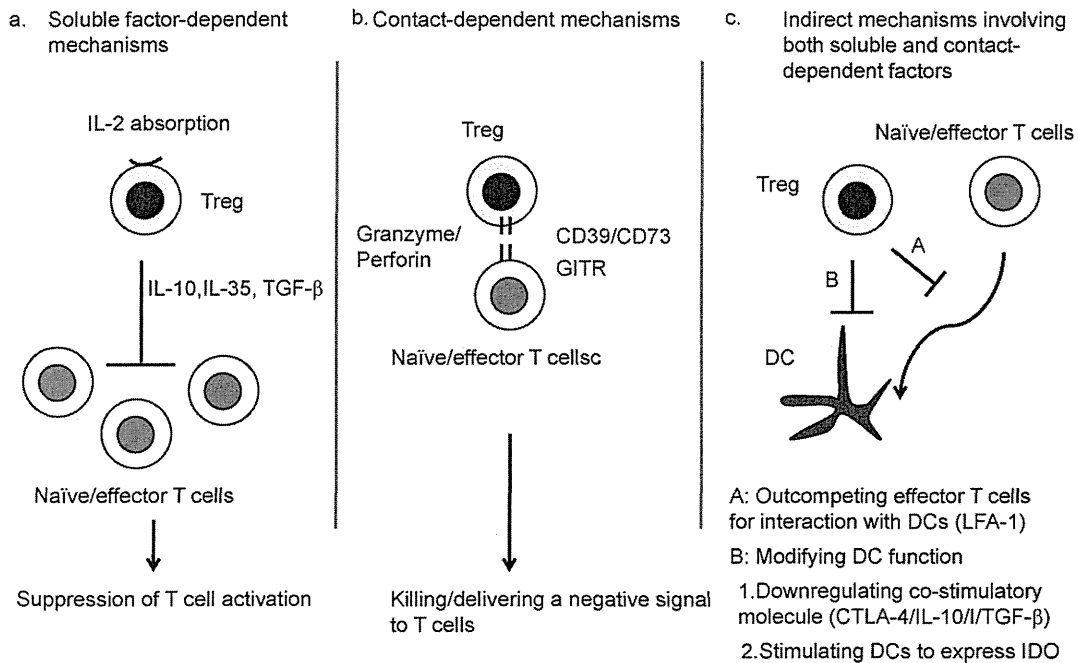 a. Soluble factor-dependent
mechanisms
IL-2 absorption
Treg
IL-10,IL-35, TGF-β
Naïve/effector T cells
Suppression of T cell activation
b. Contact-dependent mechanisms
Treg
Granzyme/
Perforin
CD39/CD73
GITR
Naïve/effector T cellsc
Killing/delivering a negative signal
to T cells
c. Indirect mechanisms involving
both soluble and contact-
dependent factors
Naïve/effector T cells
Treg
A
B
DC
A: Outcompeting effector T cells
for interaction with DCs (LFA-1)
B: Modifying DC function
1.Downregulating co-stimulatory
molecule (CTLA-4/IL-10/I/TGF-β)
2.Stimulating DCs to express IDO